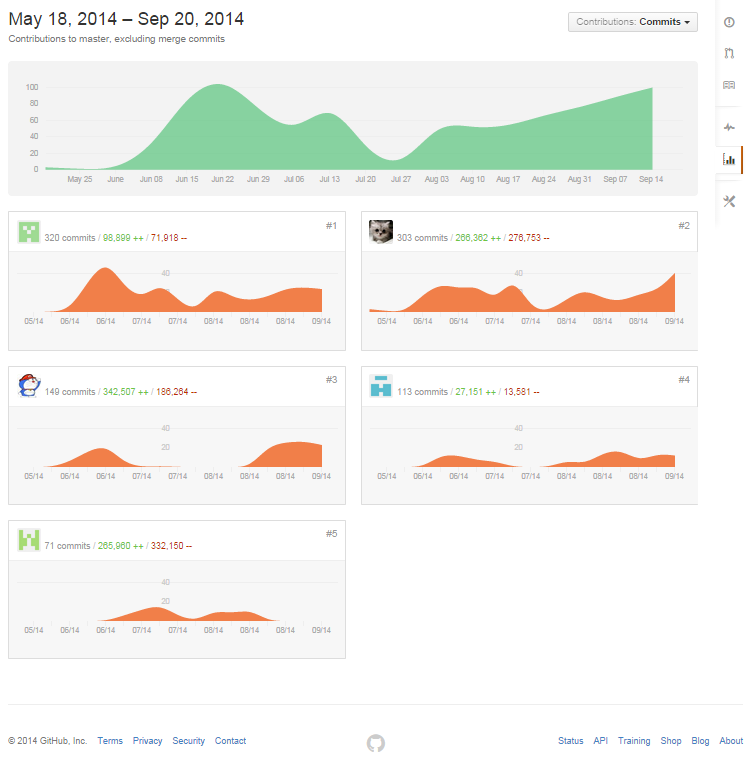 May 18, 2014 – Sep 20, 2014
Contributions: Commits
Contributions to master, excluding merge commits
100
80
60
40
20
0
May 25 June Jun 08 Jun 15 Jun 22 Jun 29 Jul 06 Jul 13 Jul 20 Jul 27 Aug 03 Aug 10 Aug 17 Aug 24 Aug 31 Sep 07 Sep 14
#1
320 commits / 98,899 ++ / 71,918 --
40
05/14 06/14 06/14 07/14 07/14 08/14 08/14 08/14 09/14
#2
303 commits / 266,362 ++ / 276,753 --
40
05/14 06/14 06/14 07/14 07/14 08/14 08/14 08/14 09/14
#3
149 commits / 342,507 ++ / 186,264 --
40
20
05/14 06/14 06/14 07/14 07/14 08/14 08/14 08/14 09/14
#4
113 commits / 27,151 ++ / 13,581 --
40
20
05/14 06/14 06/14 07/14 07/14 08/14 08/14 08/14 09/14
#5
71 commits / 265,960 ++ / 332,150 --
40
20
05/14 06/14 06/14 07/14 07/14 08/14 08/14 08/14 09/14
© 2014 GitHub, Inc. Terms Privacy Security Contact
Status API Training Shop Blog About